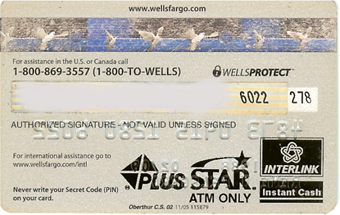 www.wellsfargo.com
For assistance in the U.S. or Canada call
1-800-869-3557 (1-800-TO-WELLS)
WELLSPROTECT™
6022 278
AUTHORIZED SIGNATURE - NOT VALID UNLESS SIGNED
For international assistance go to
www.wellsfargo.com/intl
Never write your Secret Code (PIN)
on your card.
PLUS
STAR
ATM ONLY
INTERLINK
Instant Cash
Oberthur C.S. 02 11/05 115879